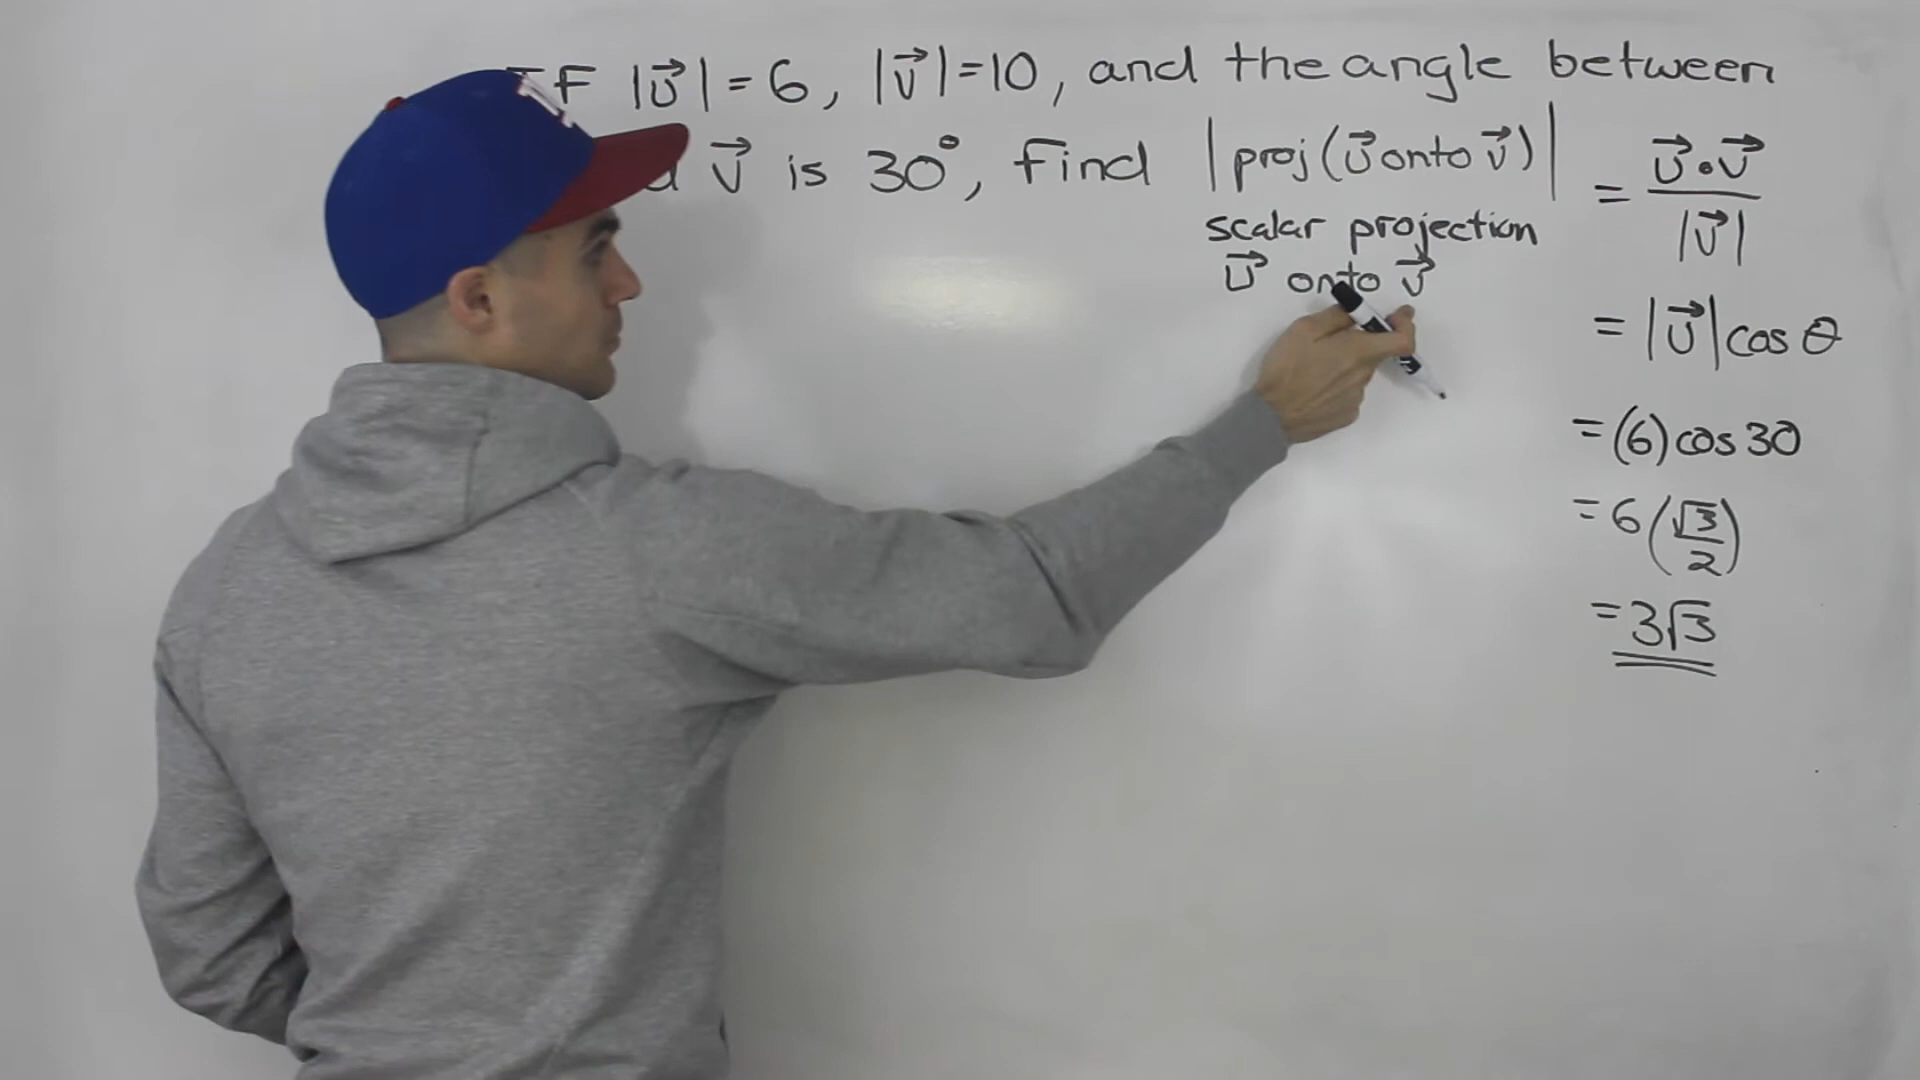 IF |u⃗| = 6, |v⃗| = 10, and the angle between
v⃗ is 30°, find |proj(u⃗ onto v⃗)|
scalar projection
u⃗ onto v⃗
= u⃗ • v⃗ / |v⃗|
= |u⃗| cos θ
= (6) cos 30
= 6 (√3/2)
= 3√3